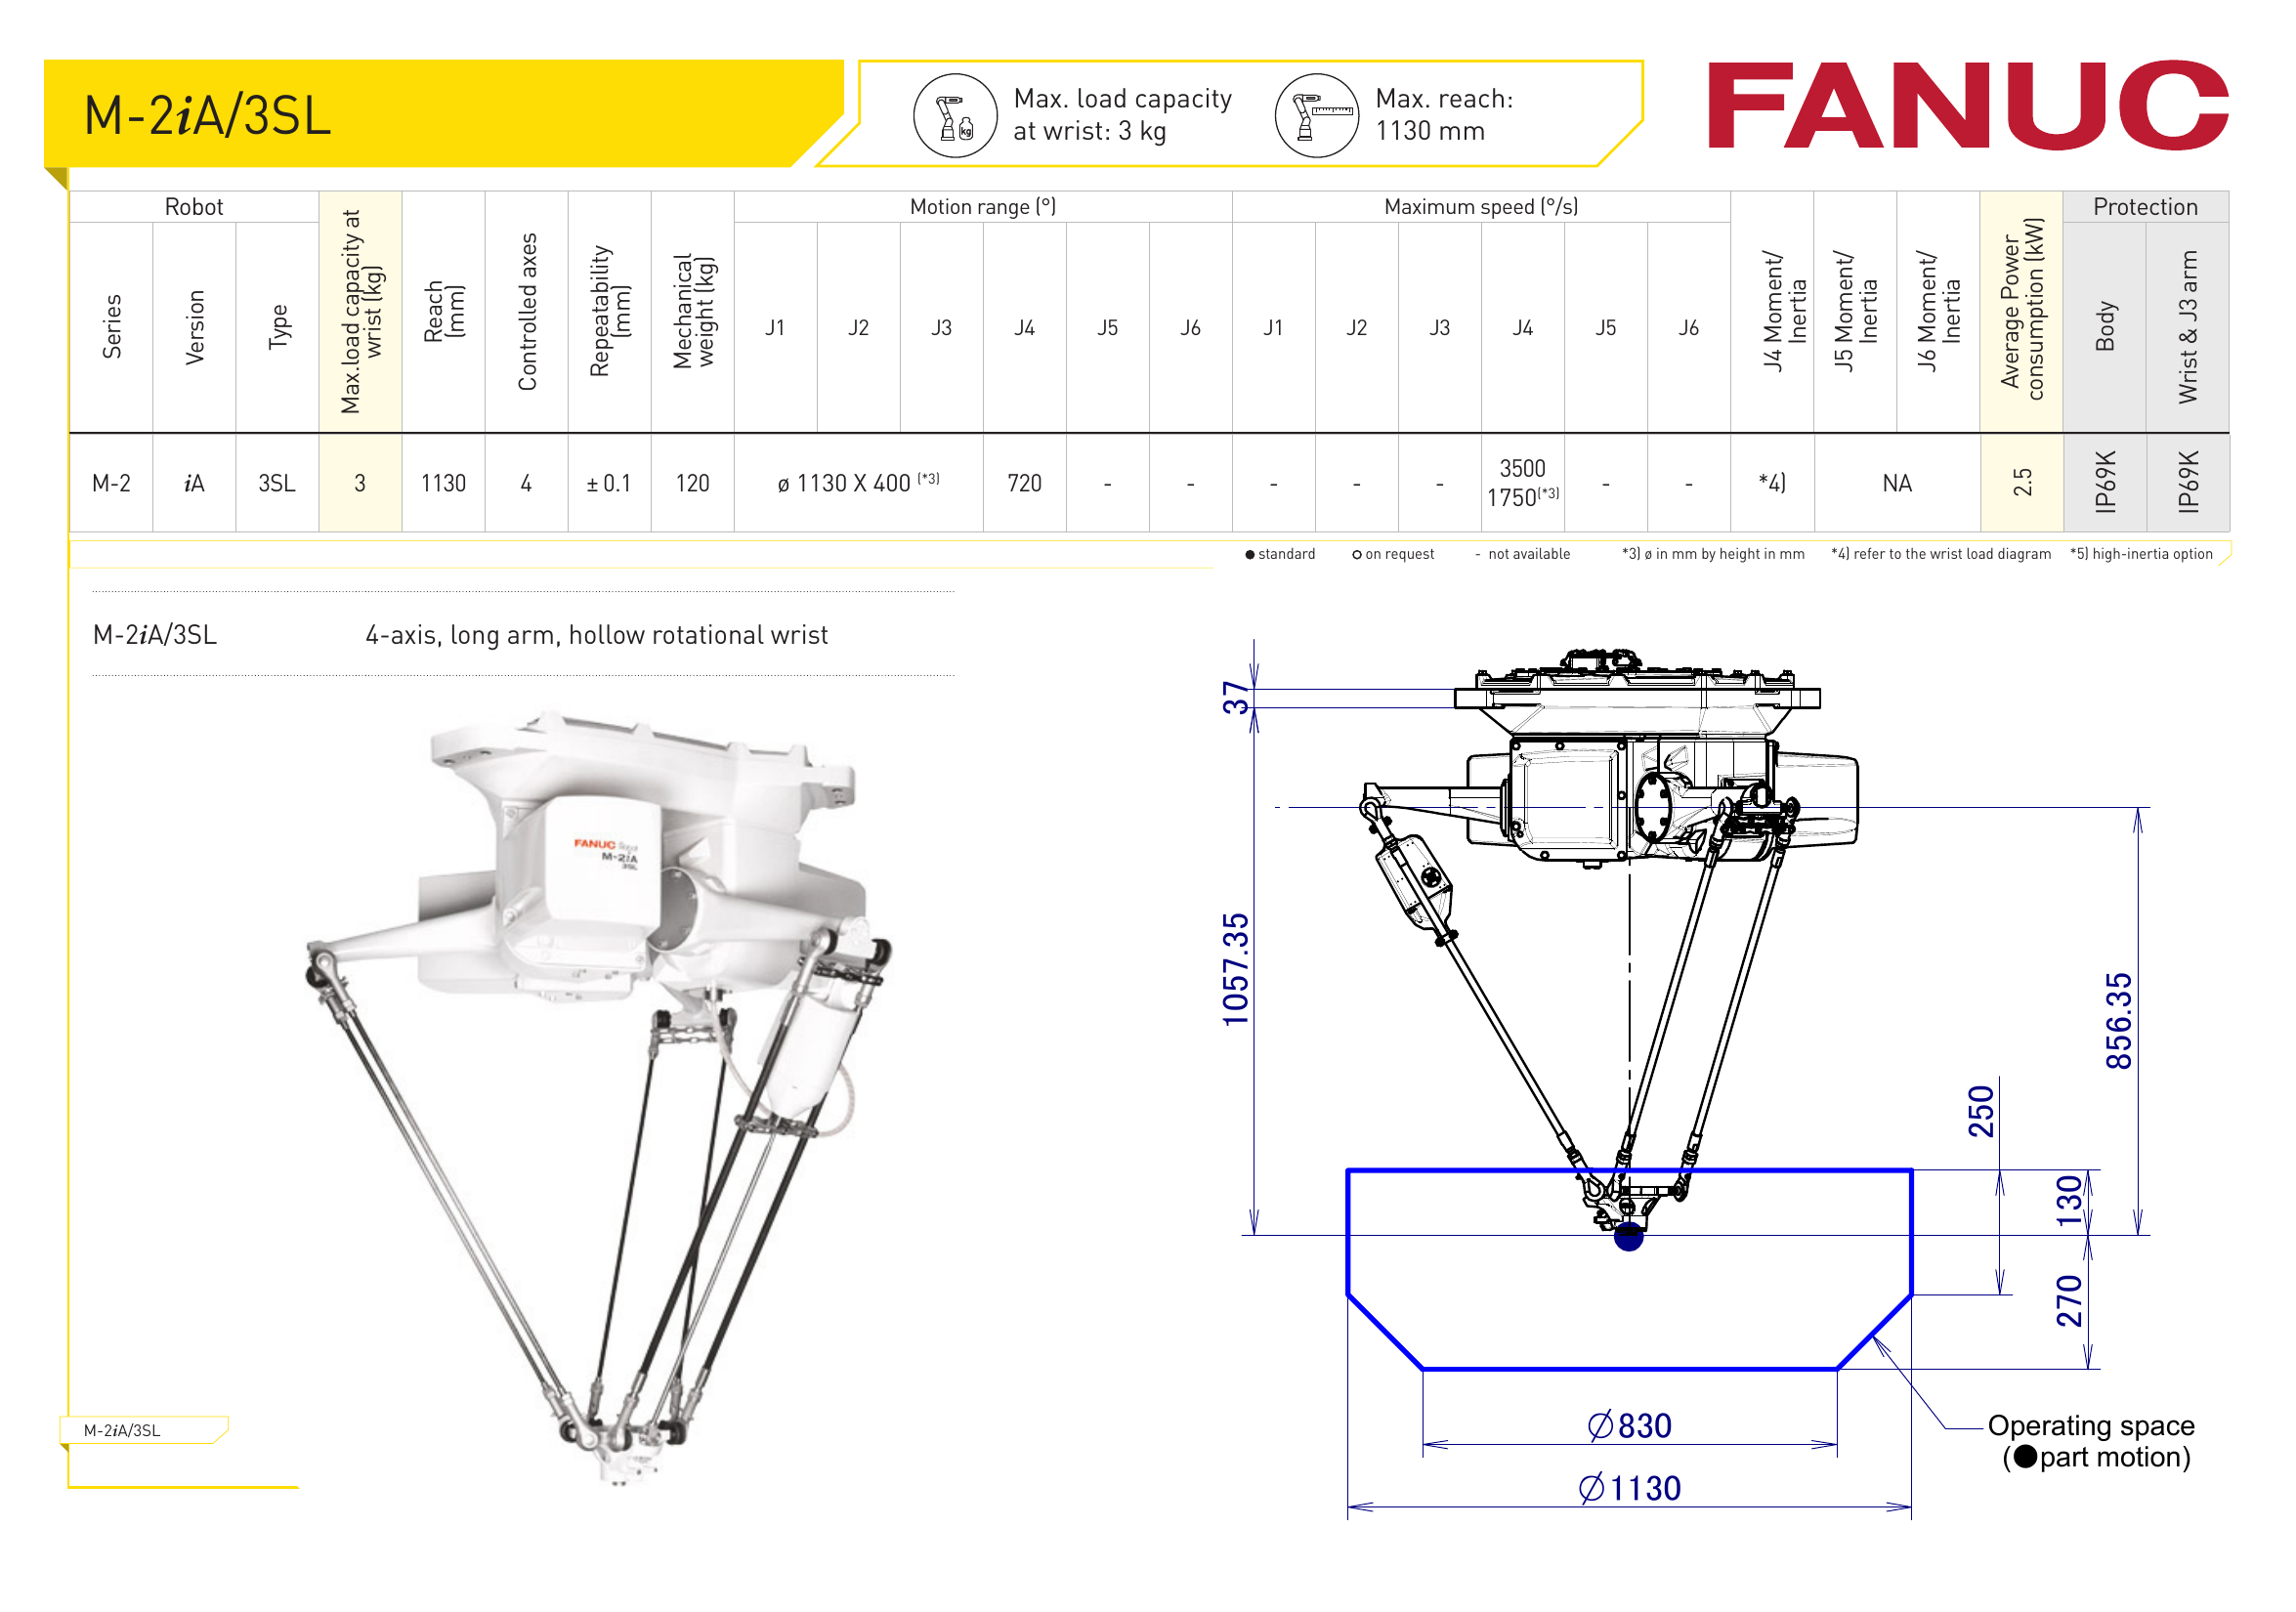 M-2iA/3SL
Max. load capacity
at wrist: 3 kg
Max. reach:
1130 mm
FANUC
Robot
Series
Version
Type
Max.load capacity at
wrist (kg)
Reach
(mm)
Controlled axes
Repeatability
(mm)
Mechanical
weight (kg)
Motion range (°)
J1 J2 J3 J4 J5 J6
Maximum speed (°/s)
J1 J2 J3 J4 J5 J6
J4 Moment/
Inertia
J5 Moment/
Inertia
J6 Moment/
Inertia
Average Power
consumption (kW)
Protection
Body
Wrist & J3 arm
M-2 iA 3SL 3 1130 4 ± 0.1 120 ø 1130 X 400 (*3) 720 - - - - - 3500 1750(*3) - - *4) NA 2.5 IP69K IP69K
● standard ○ on request - not available *3) ø in mm by height in mm *4) refer to the wrist load diagram *5) high-inertia option
M-2iA/3SL 4-axis, long arm, hollow rotational wrist
FANUC Robot
M-2iA
3SL
37
1057.35
856.35
250
130
270
Ø830
Ø1130
Operating space
(●part motion)
M-2iA/3SL